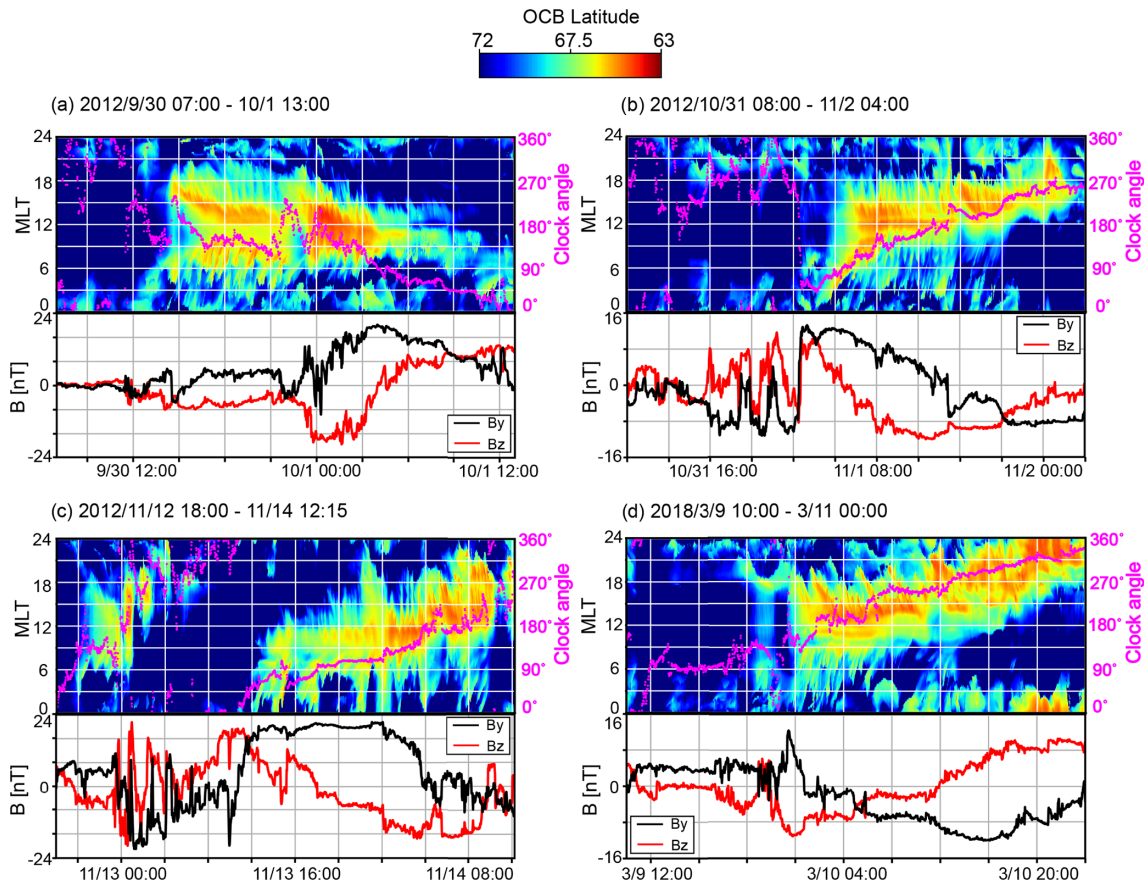 OCB Latitude
72 67.5 63
(a) 2012/9/30 07:00 - 10/1 13:00
24 18 12 6 0
MLT
360° 270° 180° 90° 0°
Clock angle
24 0 -24
B [nT]
By
Bz
9/30 12:00 10/1 00:00 10/1 12:00
(b) 2012/10/31 08:00 - 11/2 04:00
24 18 12 6 0
MLT
360° 270° 180° 90° 0°
Clock angle
16 8 0 -8 -16
B [nT]
By
Bz
10/31 16:00 11/1 08:00 11/2 00:00
(c) 2012/11/12 18:00 - 11/14 12:15
24 18 12 6 0
MLT
360° 270° 180° 90° 0°
Clock angle
24 0 -24
B [nT]
By
Bz
11/13 00:00 11/13 16:00 11/14 08:00
(d) 2018/3/9 10:00 - 3/11 00:00
24 18 12 6 0
MLT
360° 270° 180° 90° 0°
Clock angle
16 8 0 -8 -16
B [nT]
By
Bz
3/9 12:00 3/10 04:00 3/10 20:00